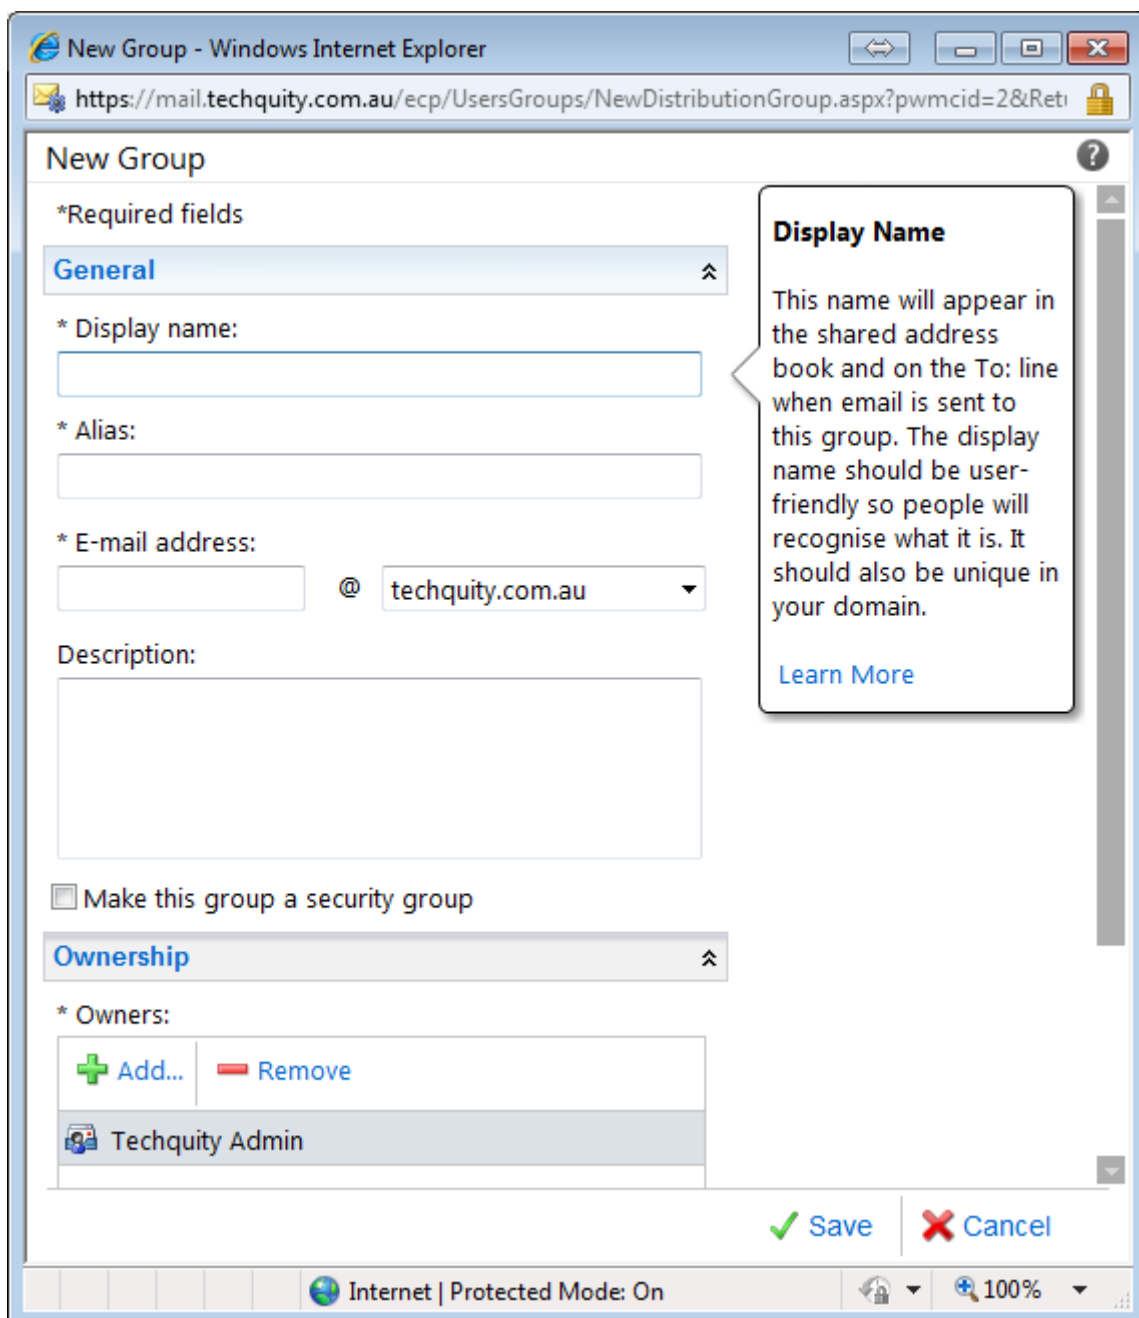 New Group - Windows Internet Explorer
https://mail.techquity.com.au/ecp/UsersGroups/NewDistributionGroup.aspx?pwmcid=2&Ret
New Group
*Required fields
General
* Display name:
* Alias:
* E-mail address:
@ techquity.com.au
Description:
Make this group a security group
Ownership
* Owners:
Add... Remove
Techquity Admin
Display Name
This name will appear in
the shared address
book and on the To: line
when email is sent to
this group. The display
name should be user-
friendly so people will
recognise what it is. It
should also be unique in
your domain.
Learn More
Save Cancel
Internet | Protected Mode: On 100%